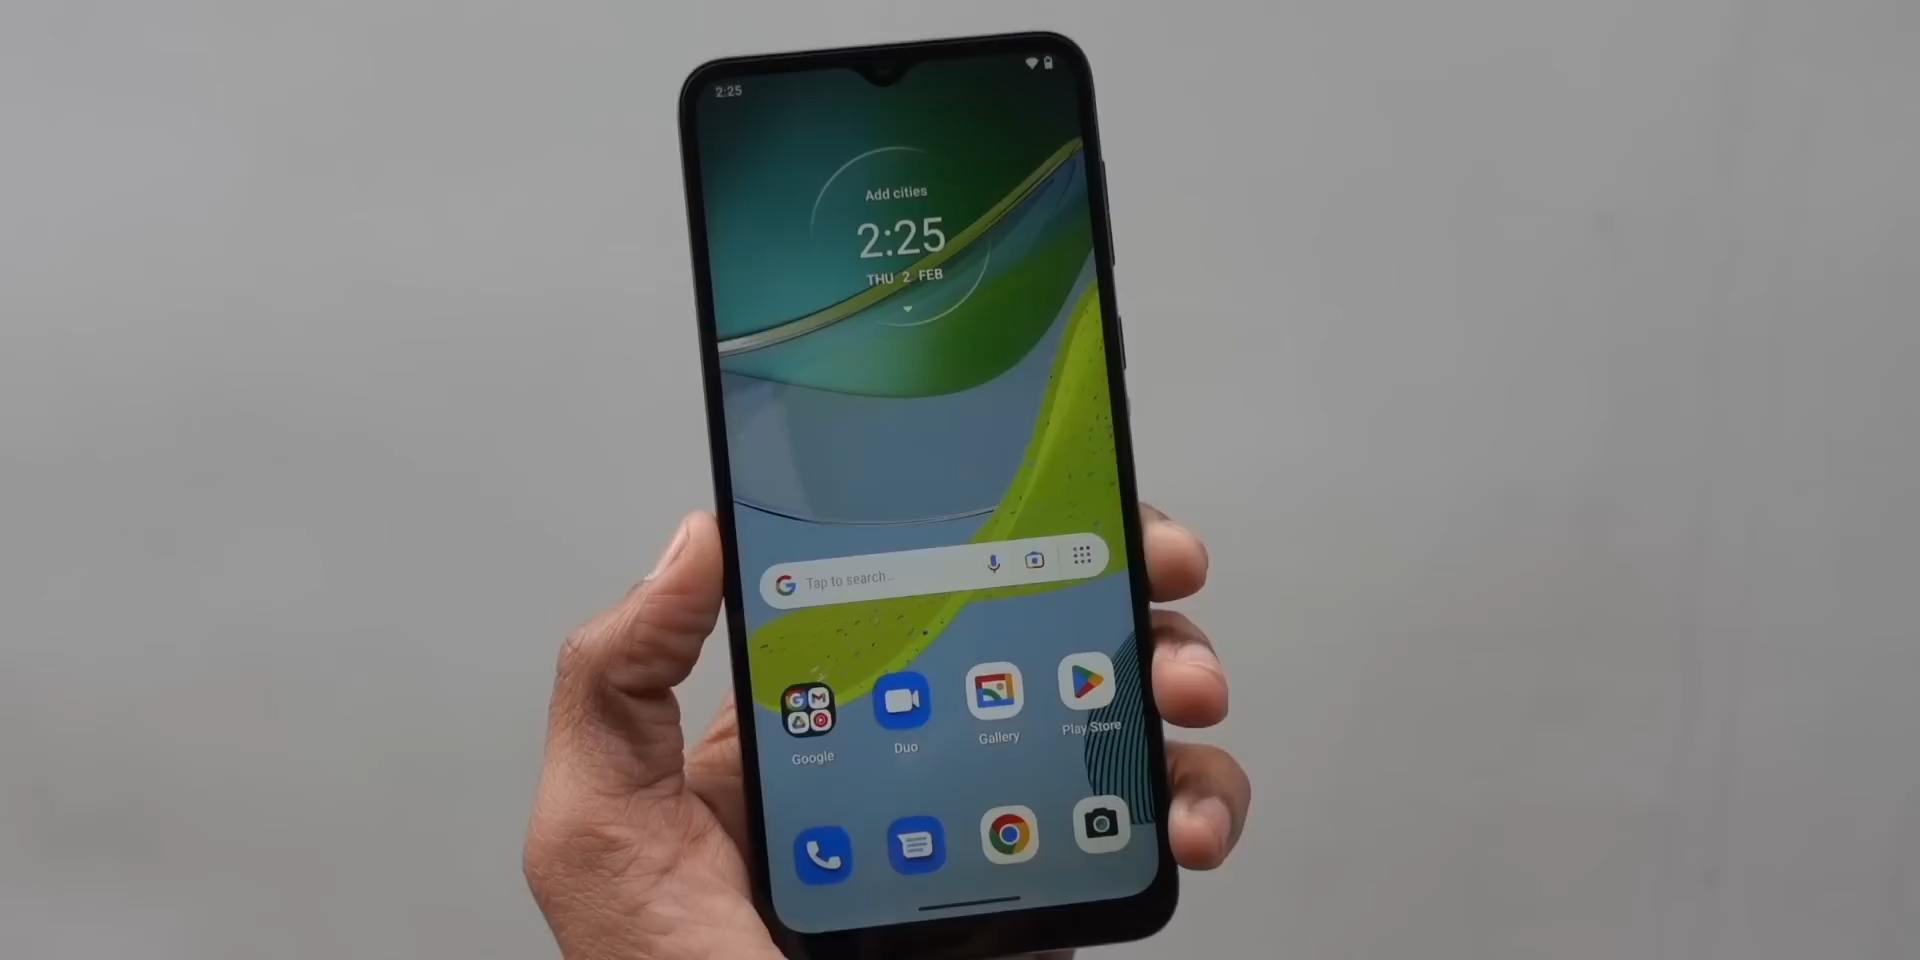 2:25
Add cities
2:25
THU 2 FEB
Tap to search...
Google
Duo
Gallery
Play Store